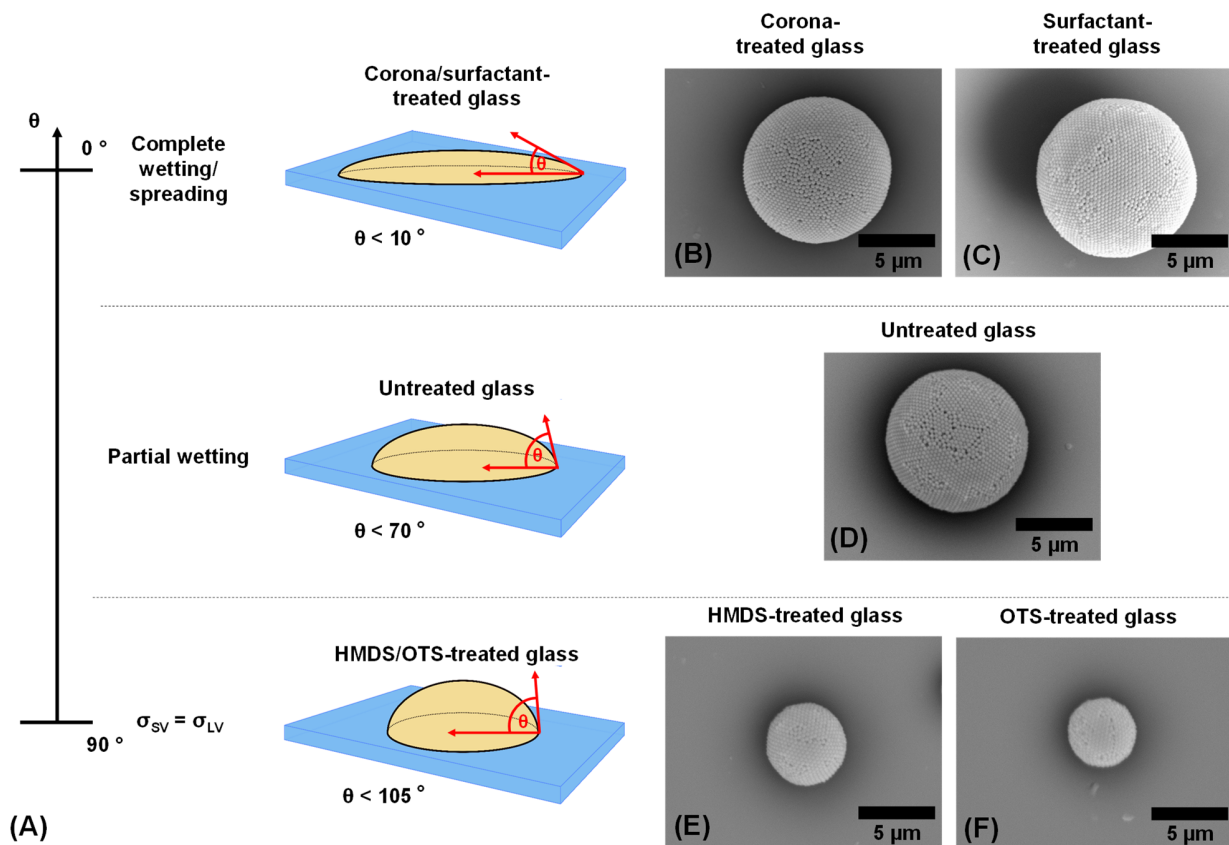 Corona-
treated glass
Surfactant-
treated glass
θ
0 °
Complete
wetting/
spreading
Corona/surfactant-
treated glass
θ
θ < 10 °
(B)
5 µm
(C)
5 µm
Untreated glass
Partial wetting
Untreated glass
θ
θ < 70 °
(D)
5 µm
HMDS-treated glass
OTS-treated glass
90 °
σSV = σLV
HMDS/OTS-treated glass
θ
θ < 105 °
(E)
5 µm
(F)
5 µm
(A)